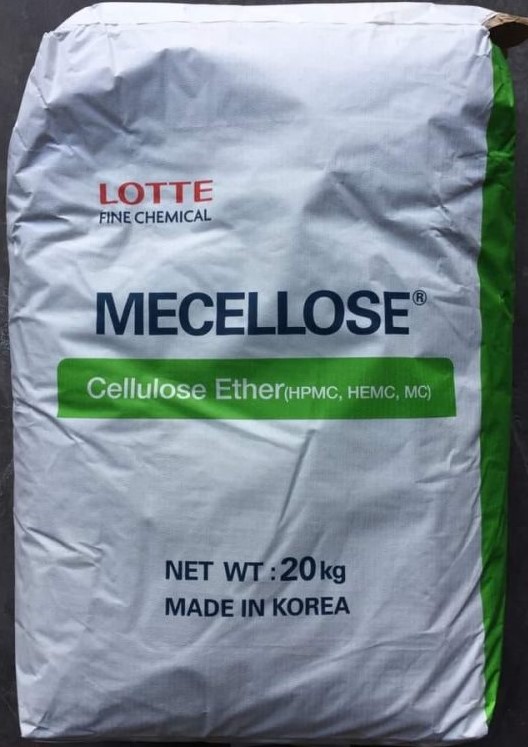 LOTTE
FINE CHEMICAL
MECELLOSE®
Cellulose Ether(HPMC, HEMC, MC)
NET WT : 20kg
MADE IN KOREA